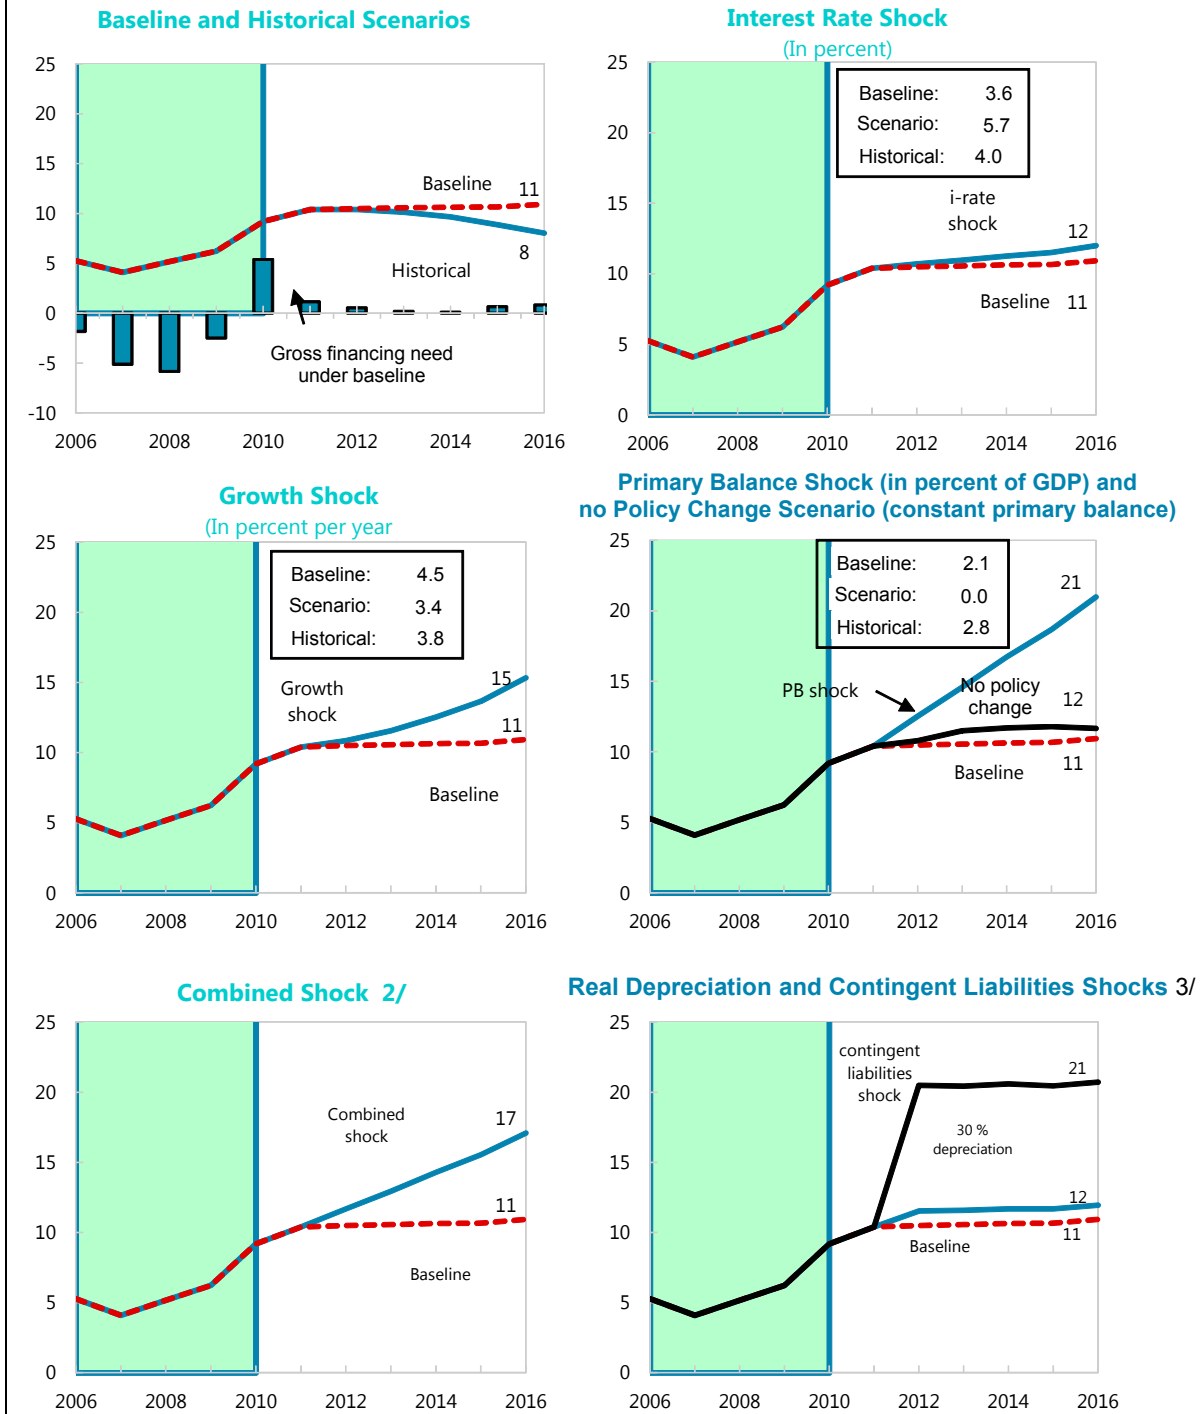 Baseline and Historical Scenarios
25
20
15
10
5
0
-5
-10
Baseline 11
8
Historical
Gross financing need
under baseline
2006 2008 2010 2012 2014 2016
Interest Rate Shock
(In percent)
25
20
15
10
5
0
Baseline: 3.6
Scenario: 5.7
Historical: 4.0
i-rate
shock
12
Baseline 11
2006 2008 2010 2012 2014 2016
Growth Shock
(In percent per year
25
20
15
10
5
0
Baseline: 4.5
Scenario: 3.4
Historical: 3.8
Growth
shock
15
11
Baseline
2006 2008 2010 2012 2014 2016
Primary Balance Shock (in percent of GDP) and
no Policy Change Scenario (constant primary balance)
25
20
15
10
5
0
Baseline: 2.1
Scenario: 0.0
Historical: 2.8
21
PB shock
No policy
change
12
11
Baseline
2006 2008 2010 2012 2014 2016
Combined Shock 2/
25
20
15
10
5
0
Combined
shock
17
11
Baseline
2006 2008 2010 2012 2014 2016
Real Depreciation and Contingent Liabilities Shocks 3/
25
20
15
10
5
0
contingent
liabilities
shock
21
30 %
depreciation
12
11
Baseline
2006 2008 2010 2012 2014 2016